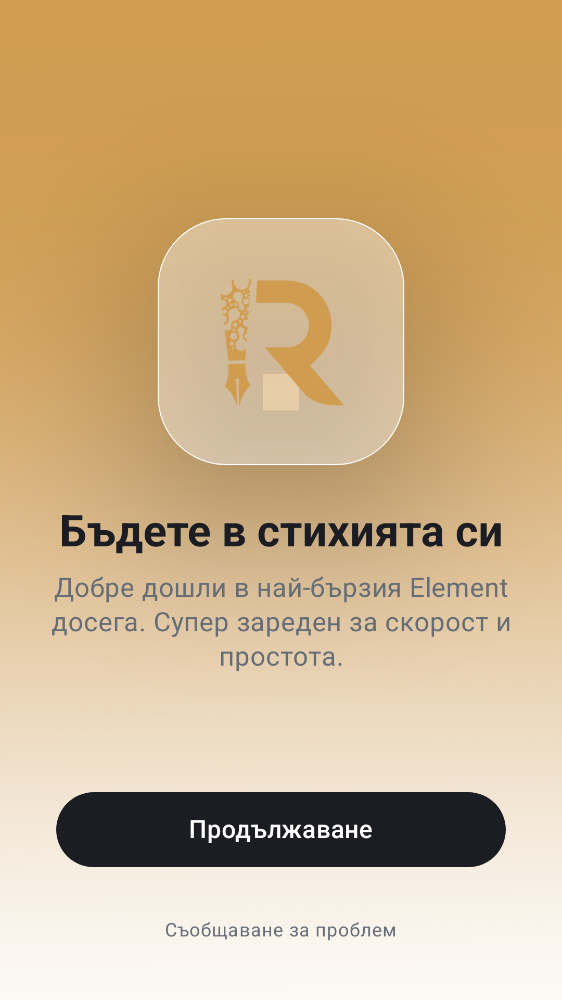 R
Бъдете в стихията си
Добре дошли в най-бързия Element
досега. Супер зареден за скорост и
простота.
Продължаване
Съобщаване за проблем